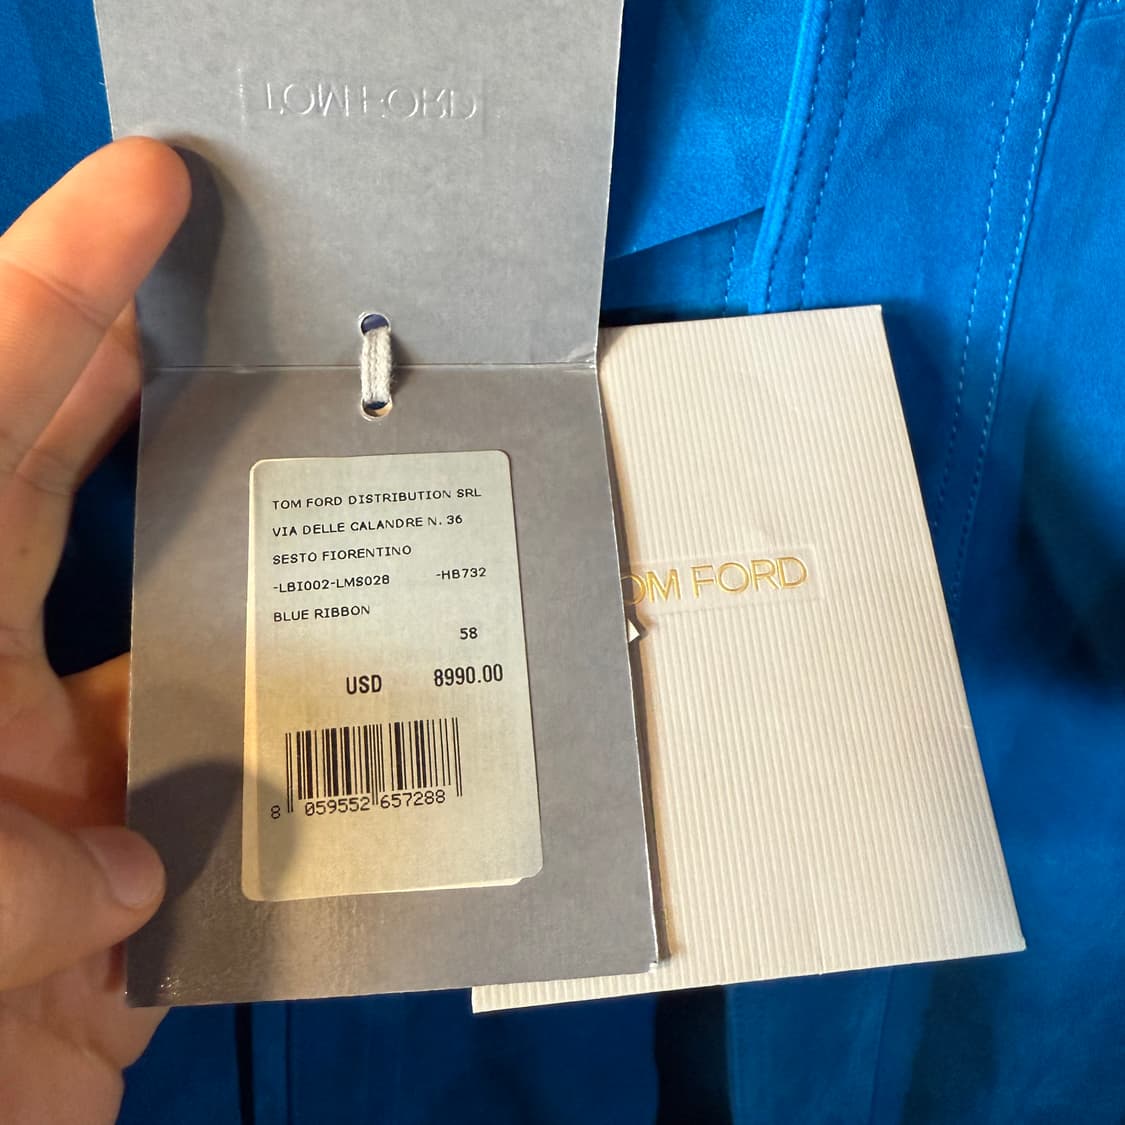 TOM FORD
TOM FORD DISTRIBUTION SRL
VIA DELLE CALANDRE N. 36
SESTO FIORENTINO
-LBI002-LMS028 -HB732
BLUE RIBBON
58
USD 8990.00
8 059552 657288
OM FORD